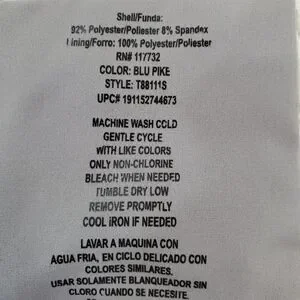 Shell/Funda:
92% Polyester/Poliester 8% Spandex
Lining/Forro: 100% Polyester/Poliester
RN# 117732
COLOR: BLU PIKE
STYLE: T88111S
UPC# 191152744673
MACHINE WASH COLD
GENTLE CYCLE
WITH LIKE COLORS
ONLY NON-CHLORINE
BLEACH WHEN NEEDED
TUMBLE DRY LOW
REMOVE PROMPTLY
COOL IRON IF NEEDED
LAVAR A MAQUINA CON
AGUA FRIA, EN CICLO DELICADO CON
COLORES SIMILARES.
USAR SOLAMENTE BLANQUEADOR SIN
CLORO CUANDO SE NECESITE.